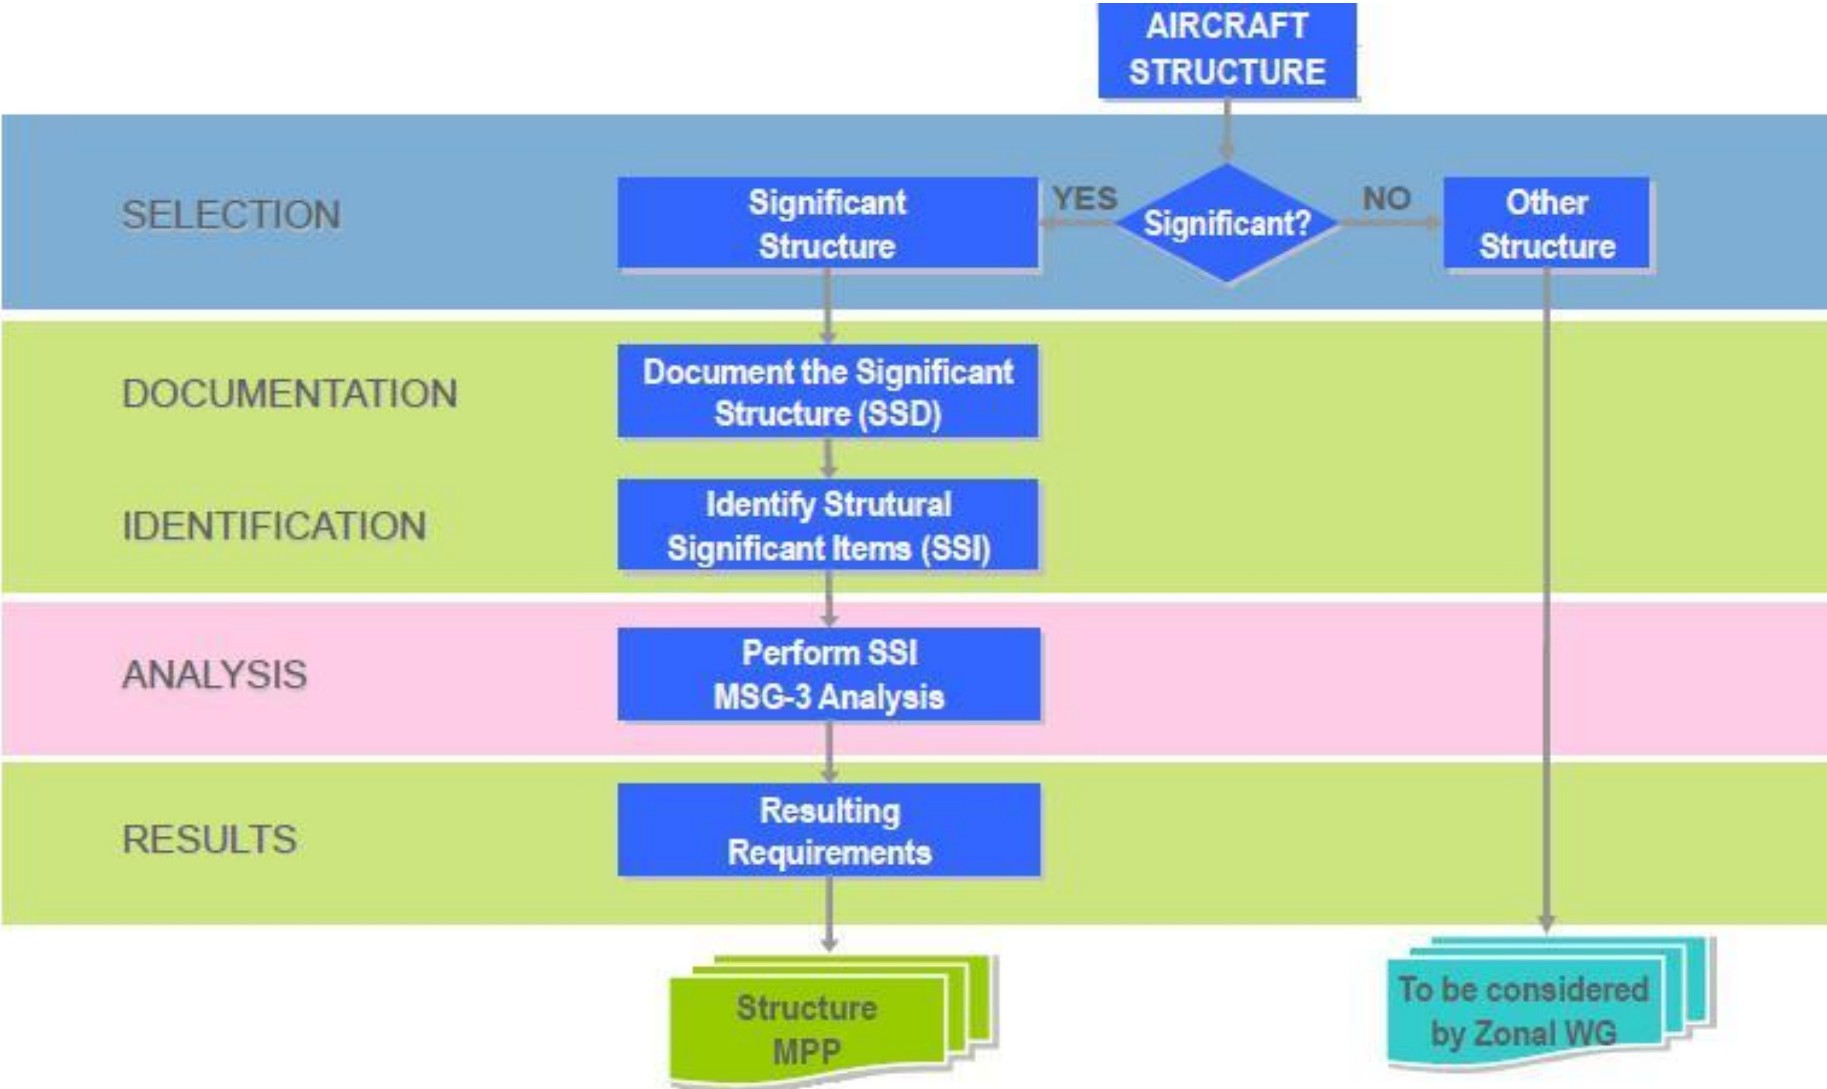 AIRCRAFT
STRUCTURE
SELECTION
Significant
Structure
YES
Significant?
NO
Other
Structure
DOCUMENTATION
Document the Significant
Structure (SSD)
IDENTIFICATION
Identify Strutural
Significant Items (SSI)
ANALYSIS
Perform SSI
MSG-3 Analysis
RESULTS
Resulting
Requirements
Structure
MPP
To be considered
by Zonal WG